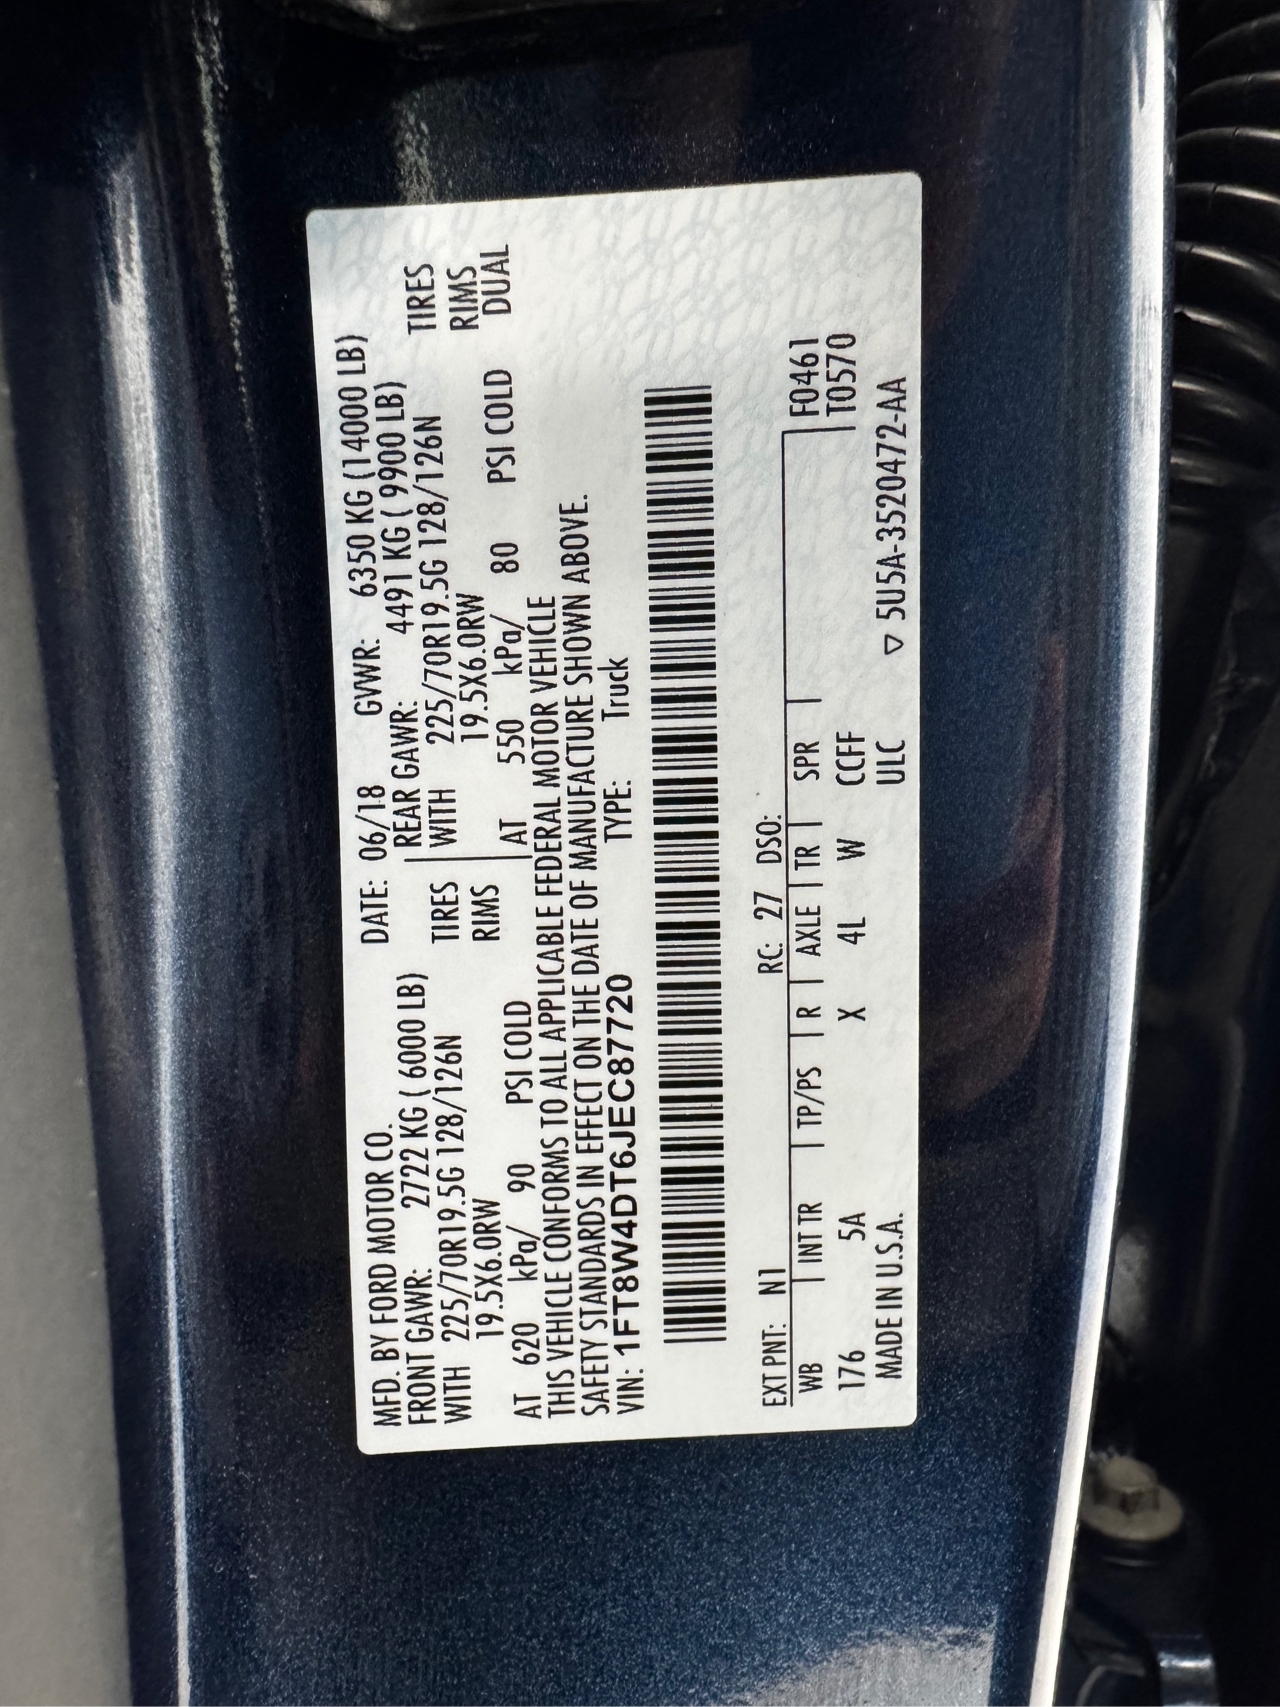 MFD. BY FORD MOTOR CO. DATE: 06/18 GVWR: 6350 KG (14000 LB)
FRONT GAWR: 2722 KG ( 6000 LB) REAR GAWR: 4491 KG ( 9900 LB)
WITH 225/70R19.5G 128/126N TIRES WITH 225/70R19.5G 128/126N TIRES
19.5X6.0RW RIMS 19.5X6.0RW RIMS
AT 620 kPa/ 90 PSI COLD AT 550 kPa/ 80 PSI COLD DUAL
THIS VEHICLE CONFORMS TO ALL APPLICABLE FEDERAL MOTOR VEHICLE
SAFETY STANDARDS IN EFFECT ON THE DATE OF MANUFACTURE SHOWN ABOVE.
VIN: 1FT8W4DT6JEC87720 TYPE: Truck
EXT PNT: N1 RC: 27 DSO: F0461
WB INT TR TP/PS R AXLE TR SPR T0570
176 5A X 4L W CCFF
MADE IN U.S.A. ULC ▽ 5U5A-3520472-AA